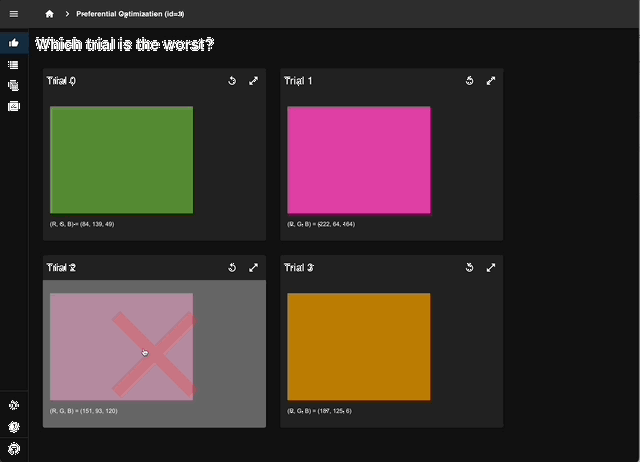 Preferential Optimization (id=3)
Which trial is the worst?
Trial 0
Trial 1
(R, G, B) = (84, 139, 49)
(R, G, B) = (222, 64, 164)
Trial 2
Trial 3
(R, G, B) = (151, 93, 120)
(R, G, B) = (187, 125, 6)